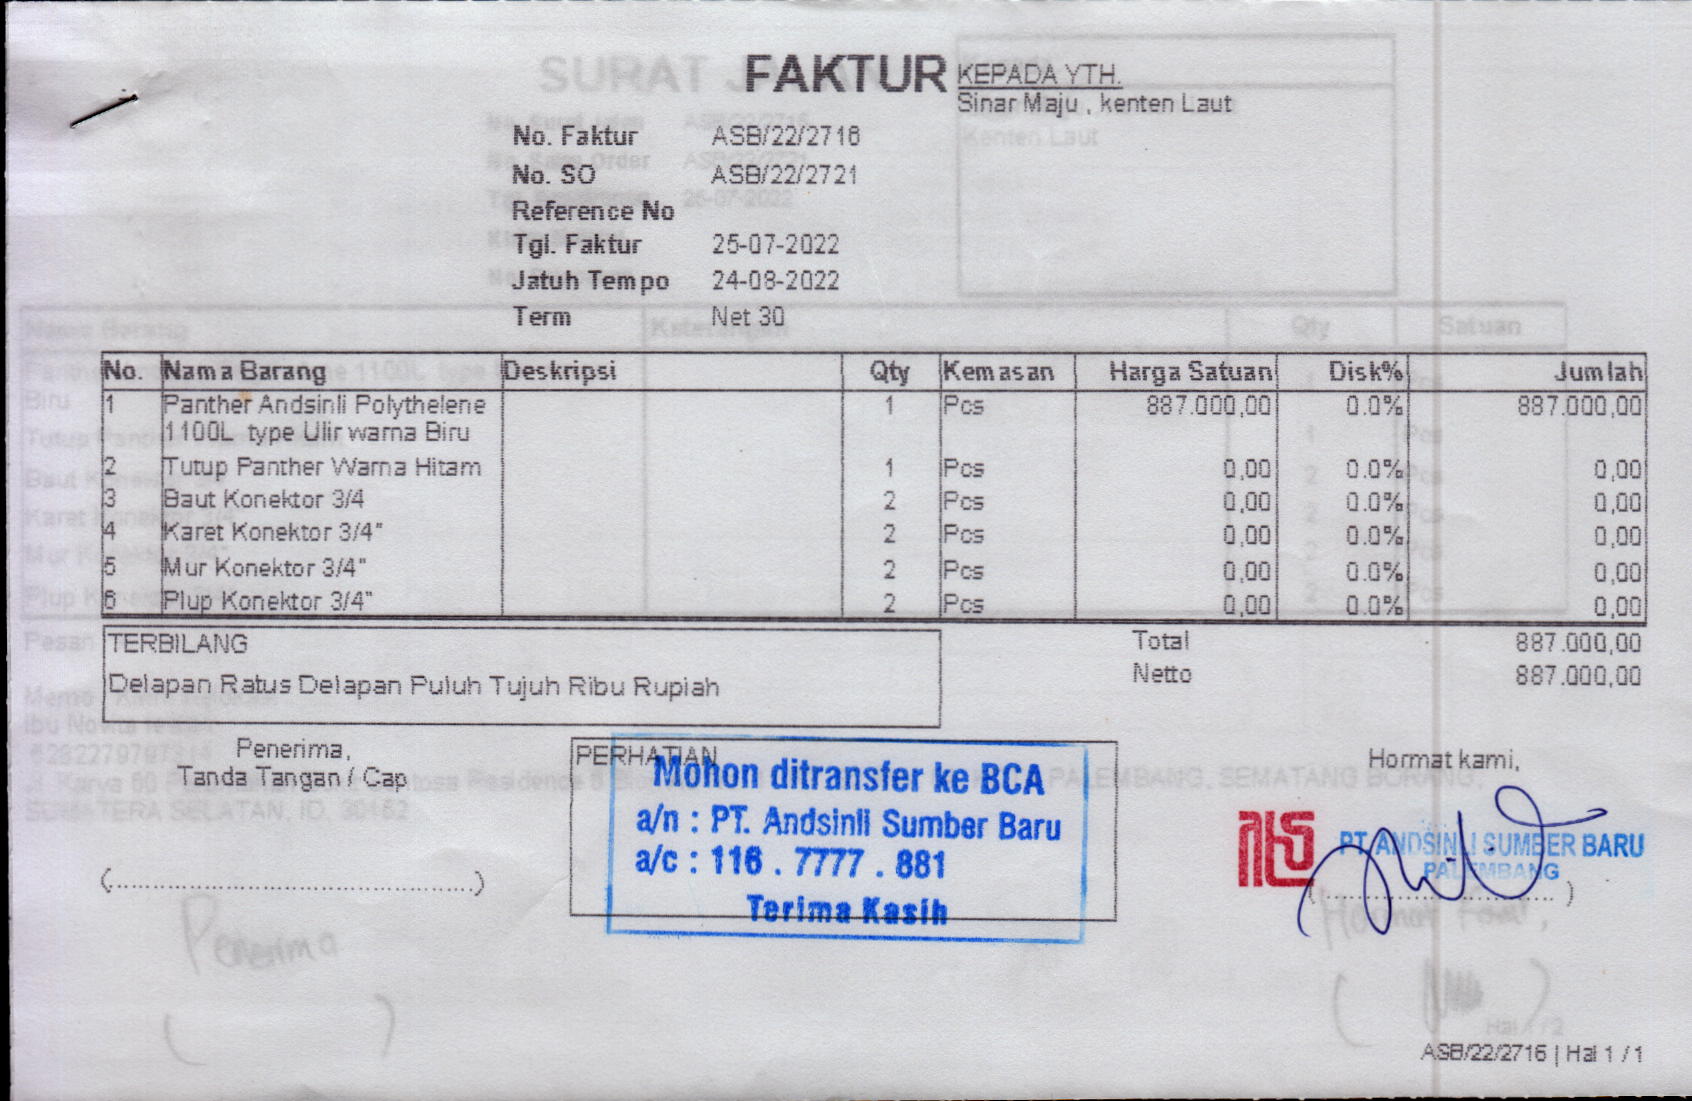 FAKTUR
KEPADA YTH.
Sinar Maju , kenten Laut
No. Faktur ASB/22/2716
No. SO ASB/22/2721
Reference No
Tgl. Faktur 25-07-2022
Jatuh Tempo 24-08-2022
Term Net 30
No. Nama Barang Deskripsi Qty Kemasan Harga Satuan Disk% Jumlah
1 Panther Andsinli Polythelene 1 Pcs 887.000,00 0.0% 887.000,00
1100L type Ulir warna Biru
2 Tutup Panther Warna Hitam 1 Pcs 0,00 0.0% 0,00
3 Baut Konektor 3/4 2 Pcs 0,00 0.0% 0,00
4 Karet Konektor 3/4" 2 Pcs 0,00 0.0% 0,00
5 Mur Konektor 3/4" 2 Pcs 0,00 0.0% 0,00
6 Plup Konektor 3/4" 2 Pcs 0,00 0.0% 0,00
TERBILANG
Delapan Ratus Delapan Puluh Tujuh Ribu Rupiah
Total 887.000,00
Netto 887.000,00
Penerima,
Tanda Tangan / Cap
(...............................................)
PERHATIAN
Mohon ditransfer ke BCA
a/n : PT. Andsinli Sumber Baru
a/c : 116 . 7777 . 881
Terima Kasih
Hormat kami,
PT. ANDSINLI SUMBER BARU
PALEMBANG
Penerima
ASB/22/2716 | Hal 1 / 1